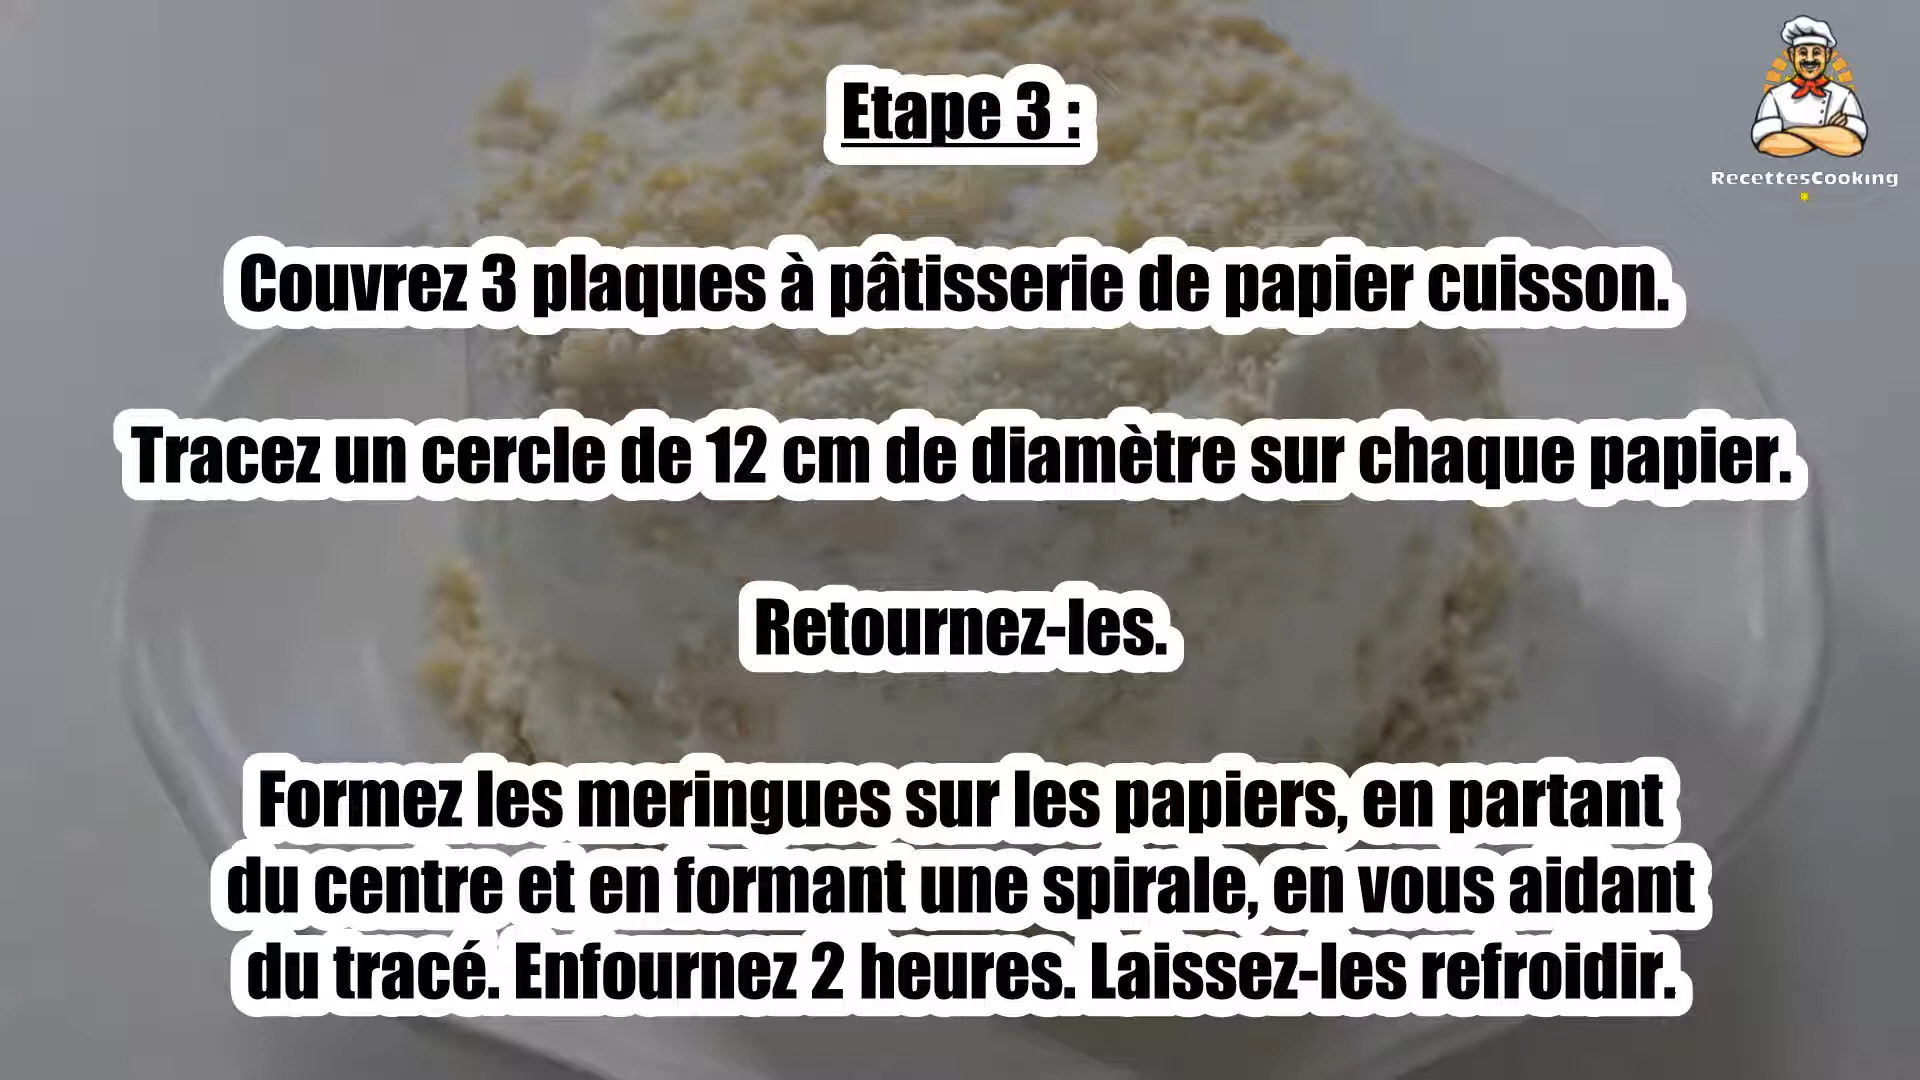 Etape 3 :
RecettesCooking
Couvrez 3 plaques à pâtisserie de papier cuisson.
Tracez un cercle de 12 cm de diamètre sur chaque papier.
Retournez-les.
Formez les meringues sur les papiers, en partant
du centre et en formant une spirale, en vous aidant
du tracé. Enfournez 2 heures. Laissez-les refroidir.